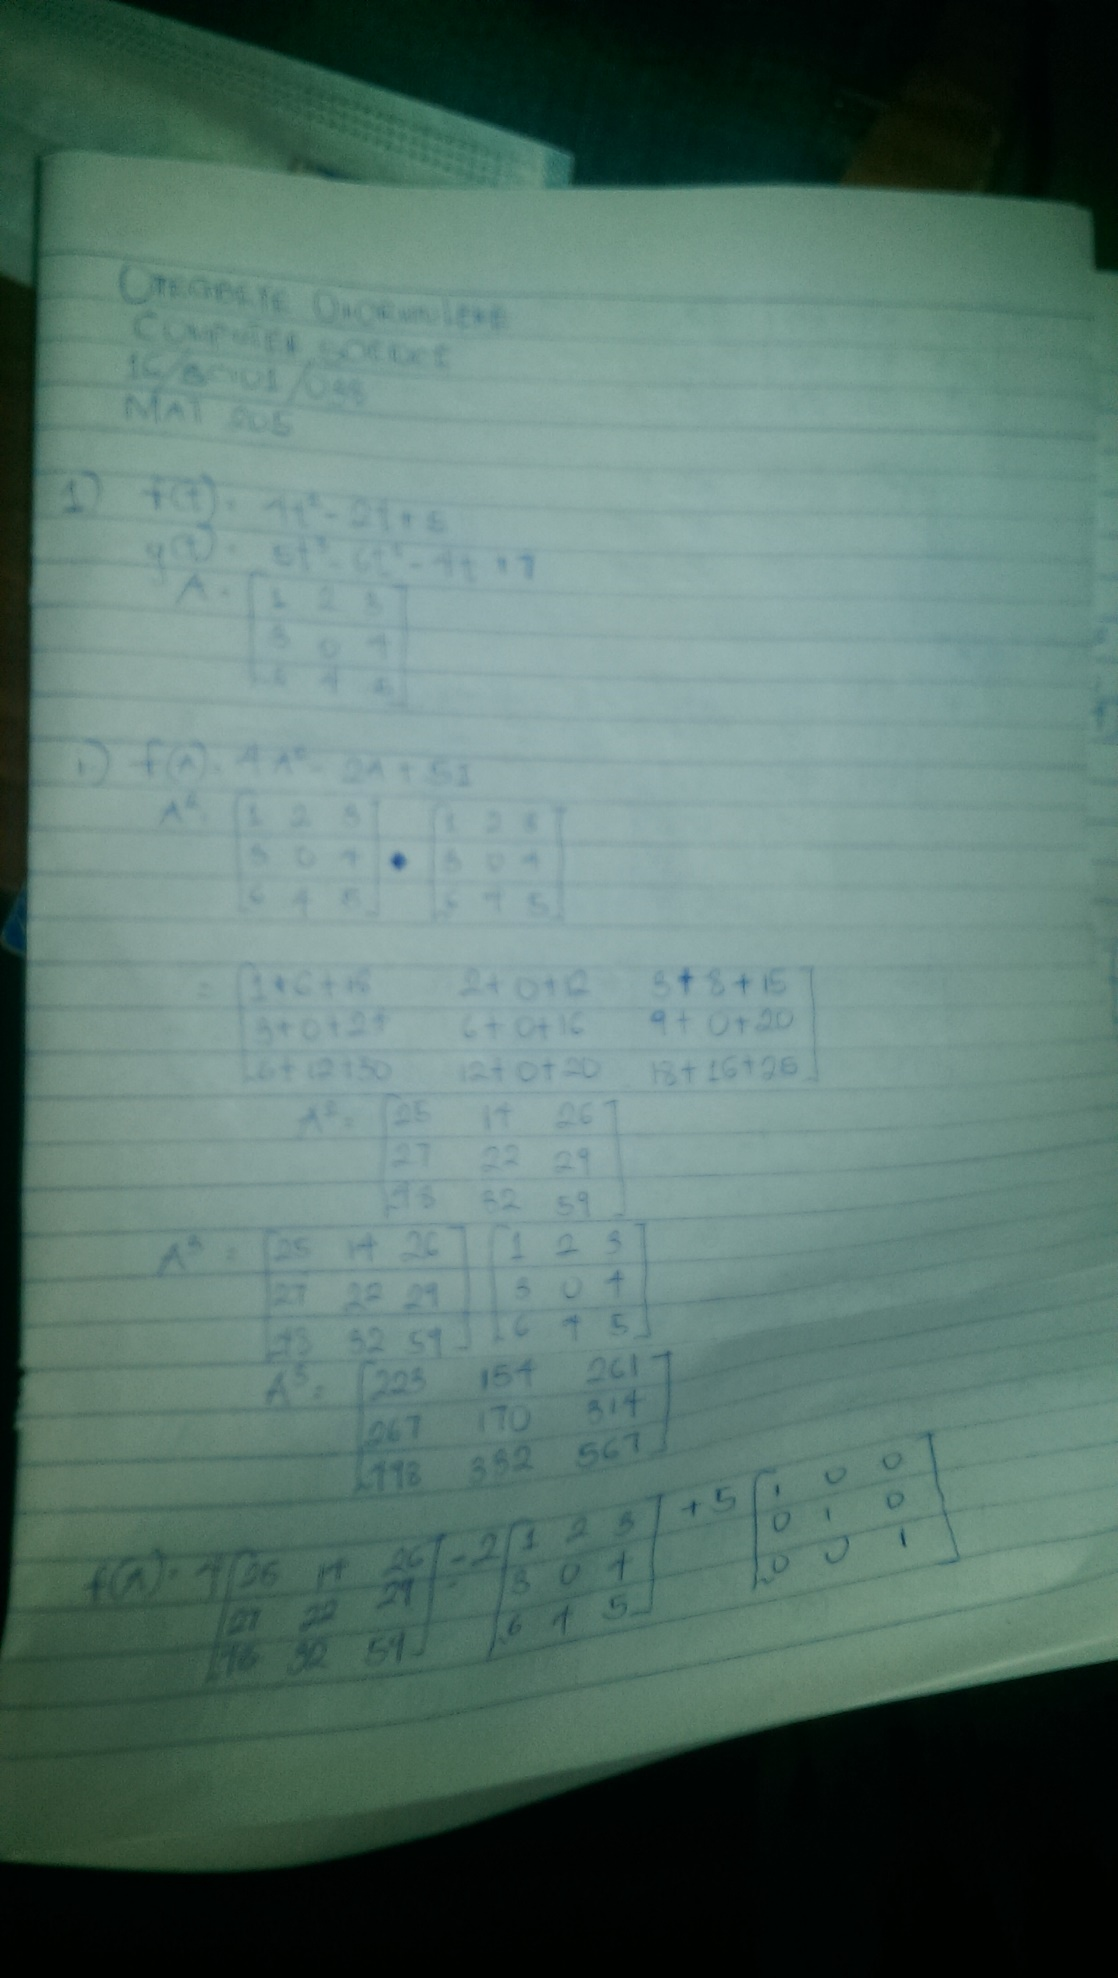 COMPUTER SCIENCE
MAT 205
1) f(t) = 4t² - 2t + 5
g(t) = 5t³ - 6t² - 4t + 7
A = [1 2 3
3 0 4
6 4 5]
i) f(A) = 4A² - 2A + 5I
A² = [1 2 3] • [1 2 3]
3 0 4 3 0 4
6 4 5 6 4 5
= [1+6+18 2+0+12 3+8+15]
3+0+24 6+0+16 9+0+20
6+12+30 12+0+20 18+16+25
A² = [25 14 26]
27 22 29
48 32 59
A³ = [25 14 26] [1 2 3]
27 22 29 3 0 4
48 32 59 6 4 5
A³ = [223 154 261]
267 170 314
498 332 567
f(A) = 4[25 14 26] - 2[1 2 3] + 5[1 0 0]
27 22 29 3 0 4 0 1 0
48 32 59 6 4 5 0 0 1